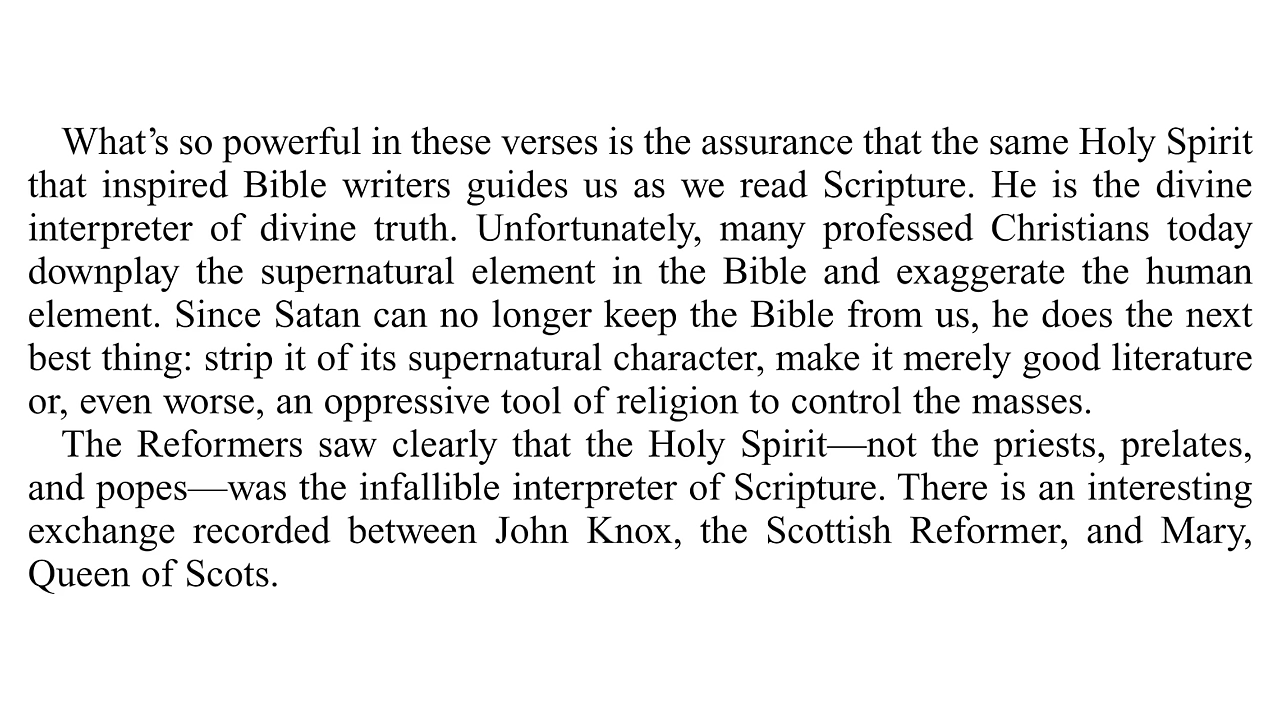 What’s so powerful in these verses is the assurance that the same Holy Spirit
that inspired Bible writers guides us as we read Scripture. He is the divine
interpreter of divine truth. Unfortunately, many professed Christians today
downplay the supernatural element in the Bible and exaggerate the human
element. Since Satan can no longer keep the Bible from us, he does the next
best thing: strip it of its supernatural character, make it merely good literature
or, even worse, an oppressive tool of religion to control the masses.
The Reformers saw clearly that the Holy Spirit—not the priests, prelates,
and popes—was the infallible interpreter of Scripture. There is an interesting
exchange recorded between John Knox, the Scottish Reformer, and Mary,
Queen of Scots.